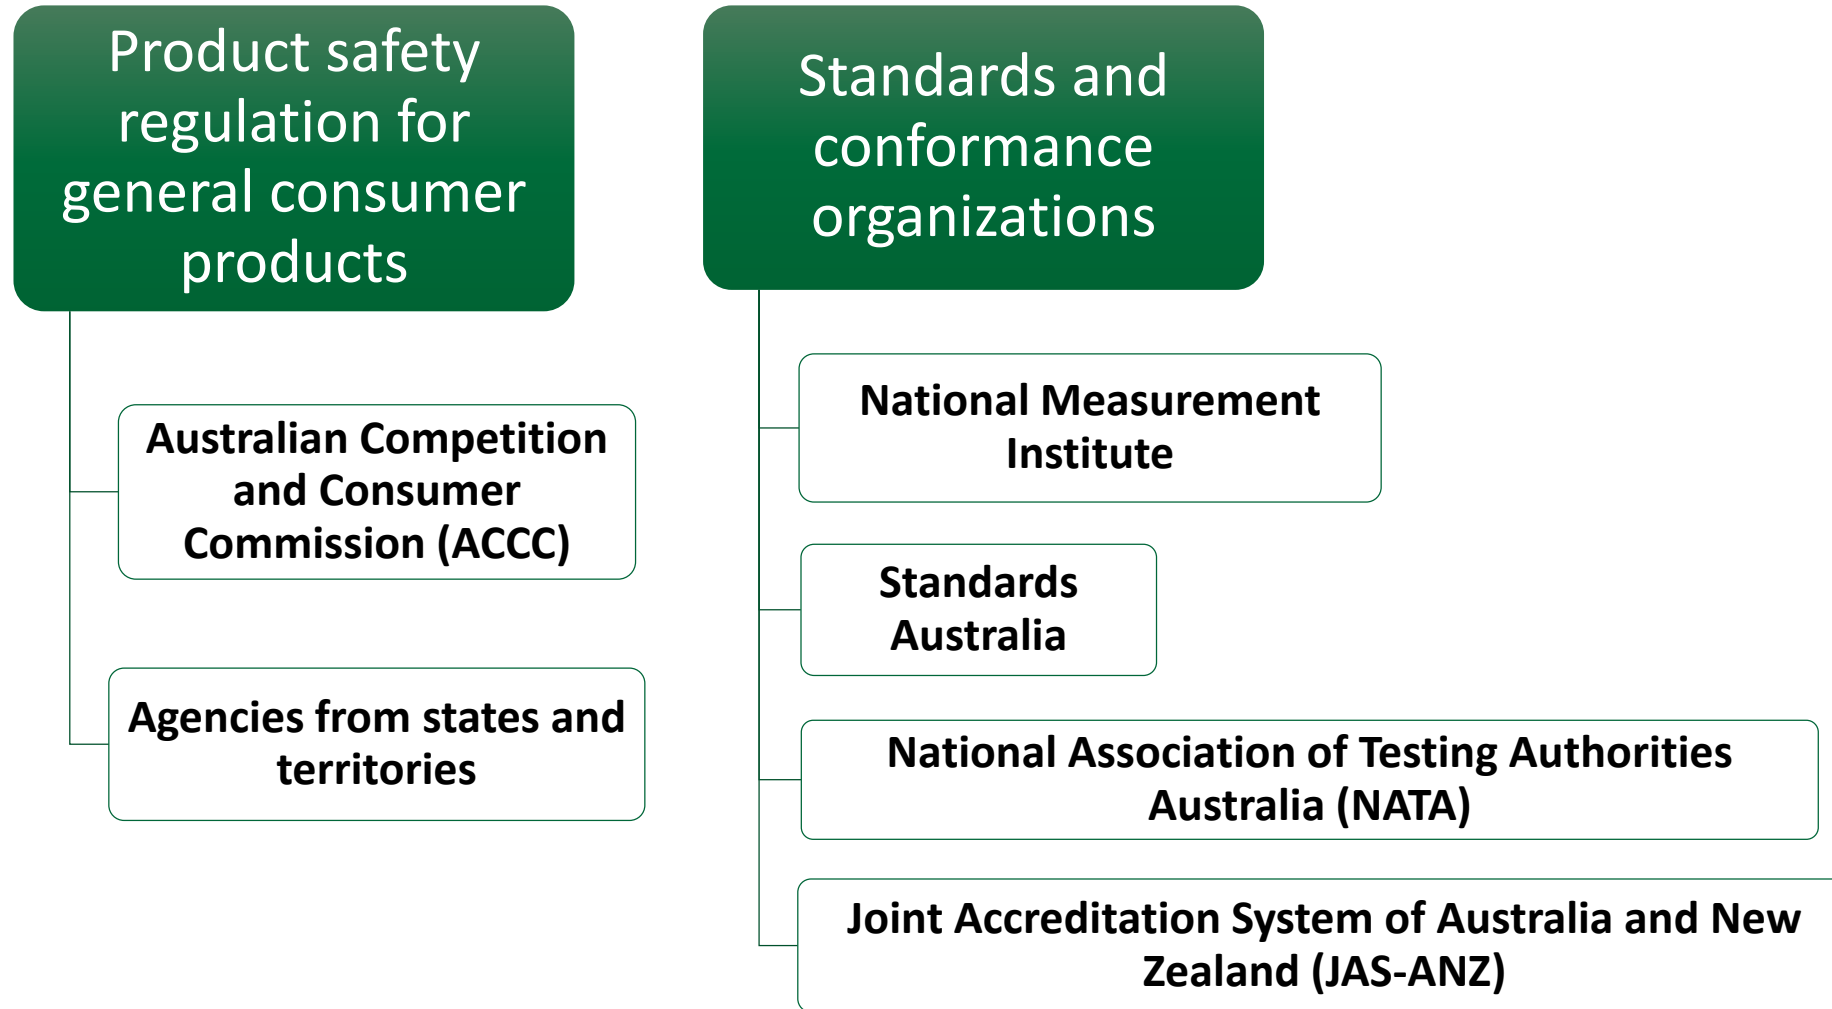 Product safety
regulation for
general consumer
products
Australian Competition
and Consumer
Commission (ACCC)
Agencies from states and
territories
Standards and
conformance
organizations
National Measurement
Institute
Standards
Australia
National Association of Testing Authorities
Australia (NATA)
Joint Accreditation System of Australia and New
Zealand (JAS-ANZ)